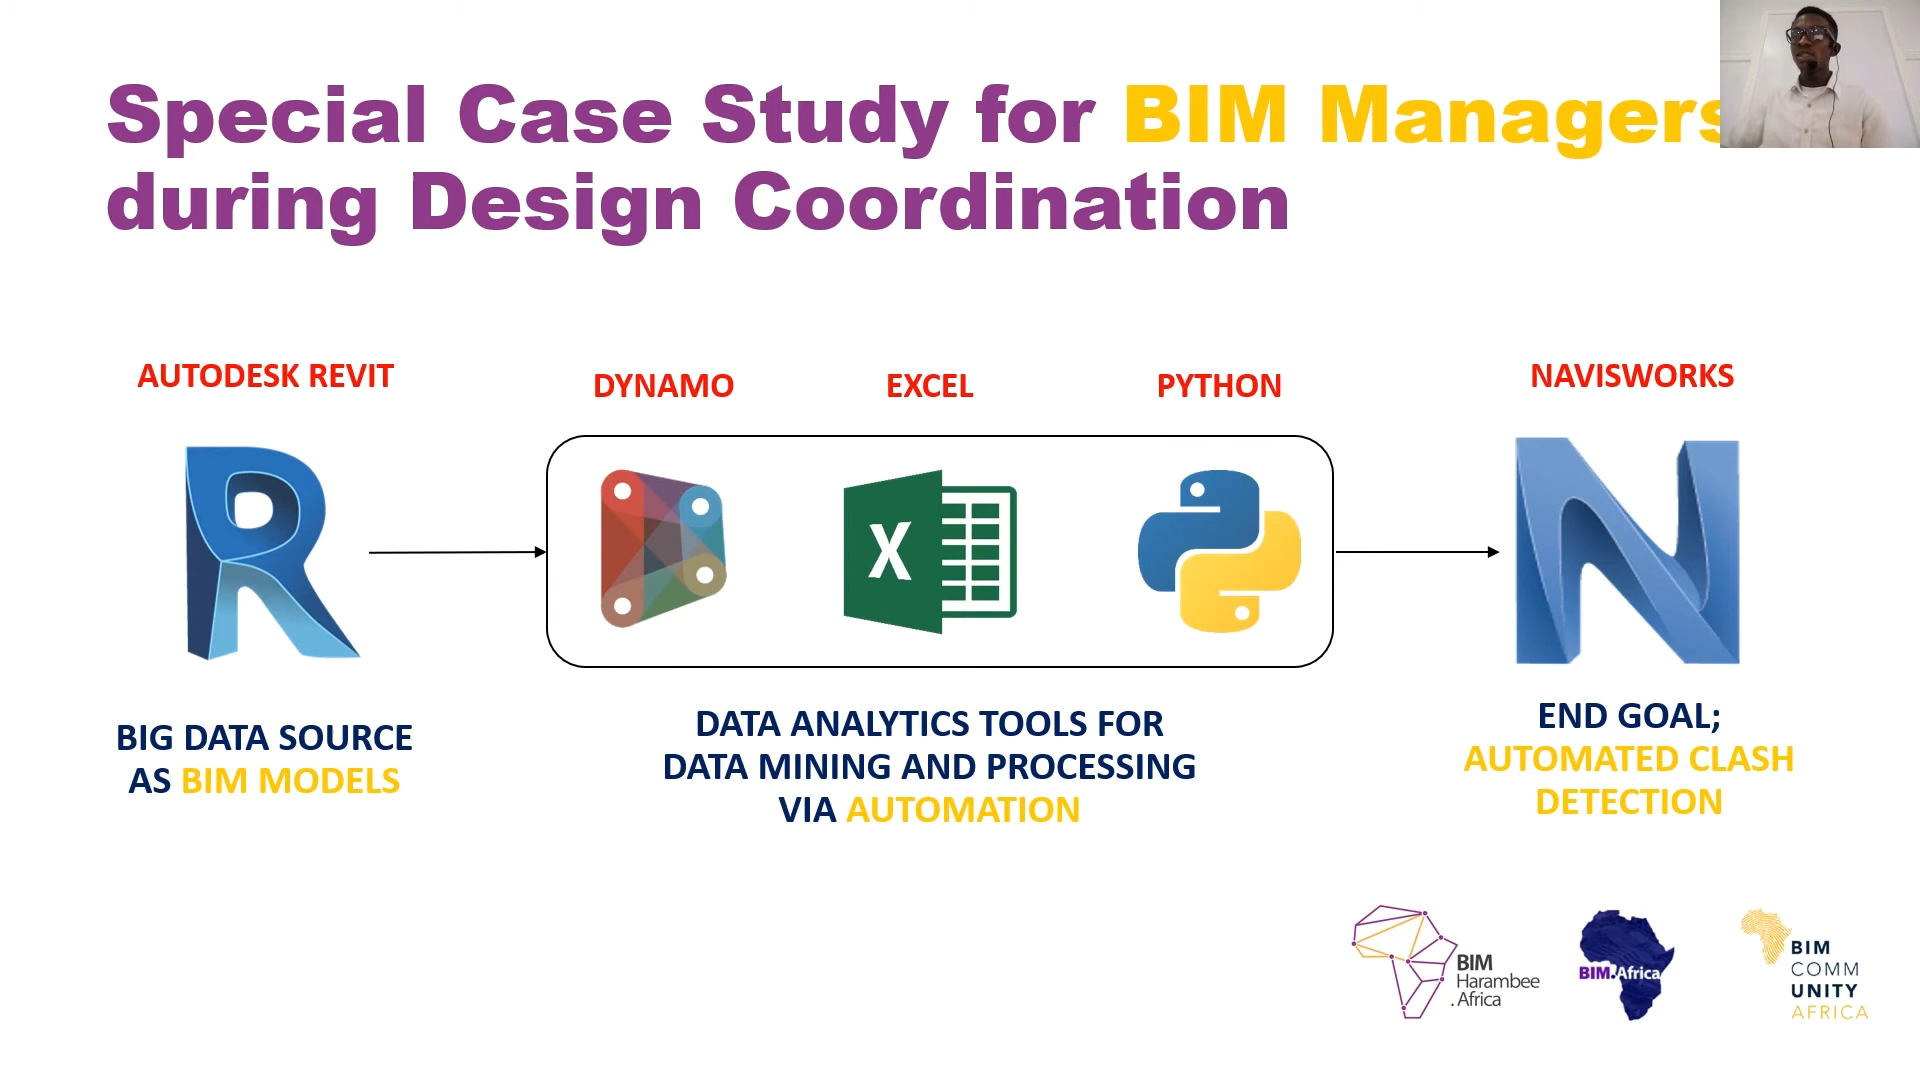 Special Case Study for BIM Managers
during Design Coordination
AUTODESK REVIT
DYNAMO
EXCEL
PYTHON
NAVISWORKS
X
BIG DATA SOURCE
AS BIM MODELS
DATA ANALYTICS TOOLS FOR
DATA MINING AND PROCESSING
VIA AUTOMATION
END GOAL;
AUTOMATED CLASH
DETECTION
BIM
Harambee
.Africa
BIM.Africa
BIM
COMM
UNITY
AFRICA